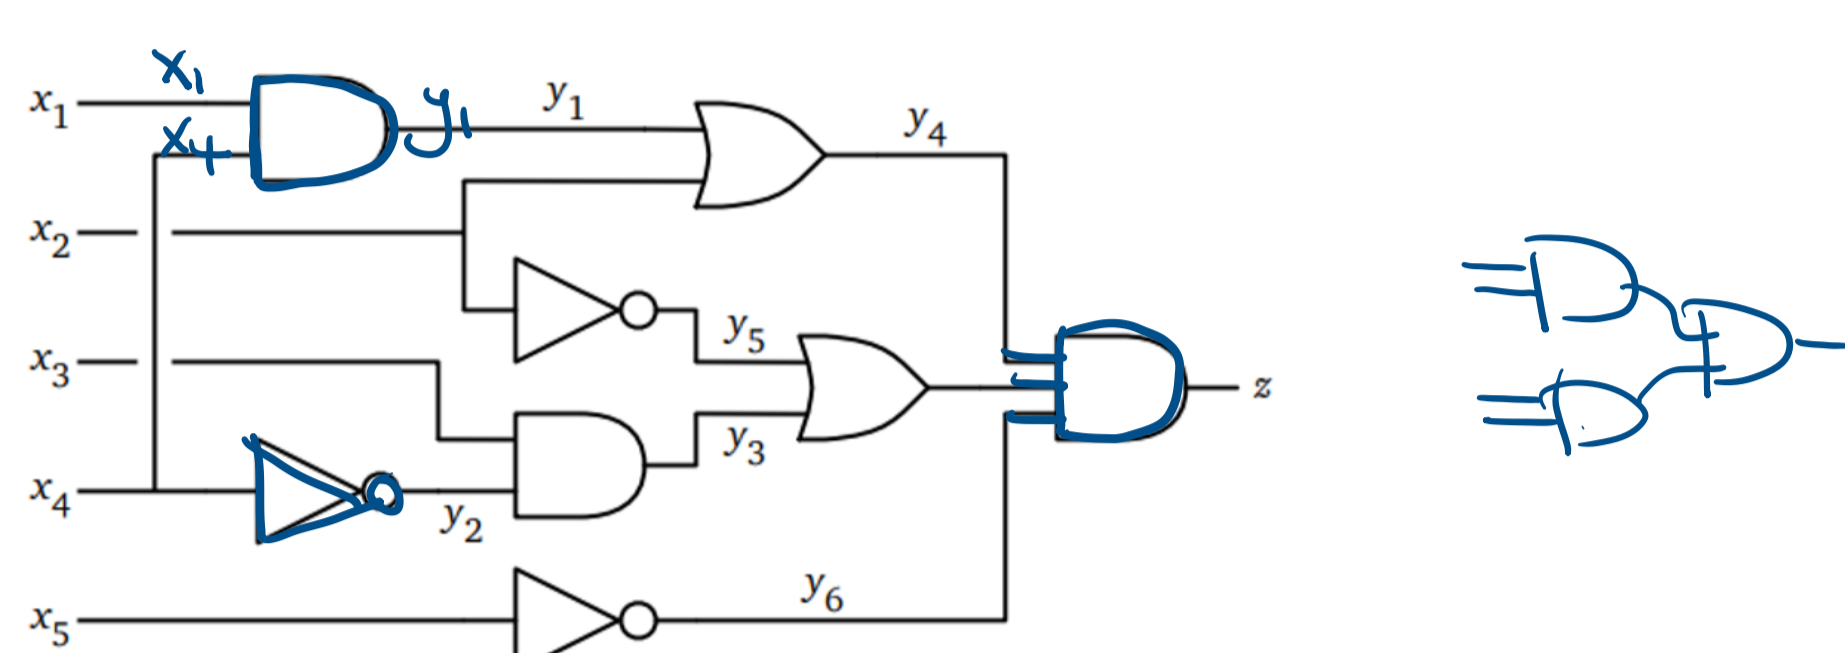 x₁
X₁
X₄
y₁
y₁
y₄
x₂
x₃
y₅
y₃
z
x₄
y₂
x₅
y₆